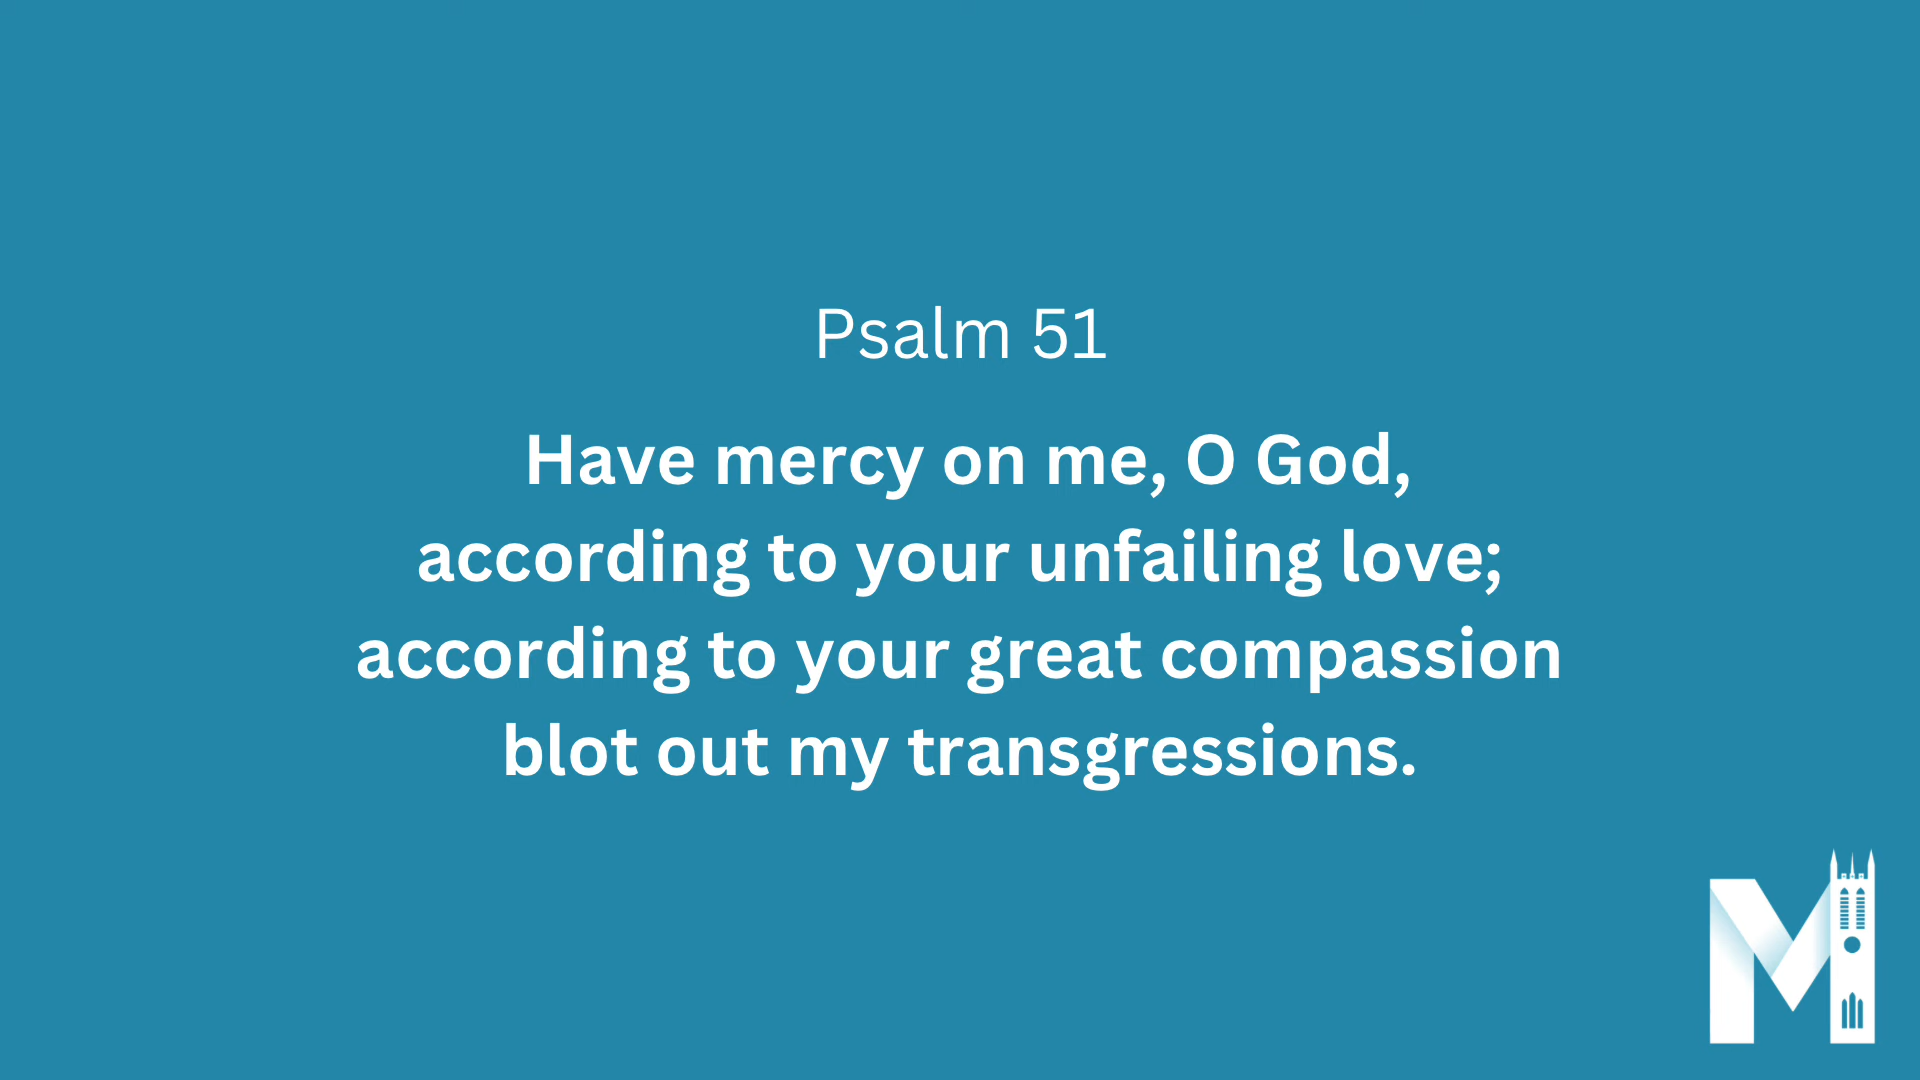 Psalm 51
Have mercy on me, O God,
according to your unfailing love;
according to your great compassion
blot out my transgressions.
M